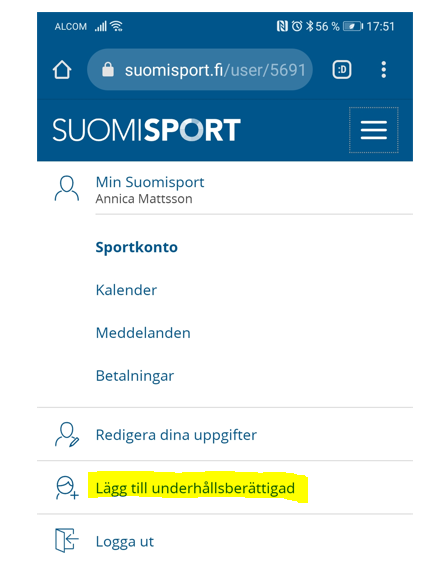 ALCOM 56 % 17:51
suomisport.fi/user/5691 :D
SUOMISPORT
Min Suomisport
Annica Mattsson
Sportkonto
Kalender
Meddelanden
Betalningar
Redigera dina uppgifter
Lägg till underhållsberättigad
Logga ut